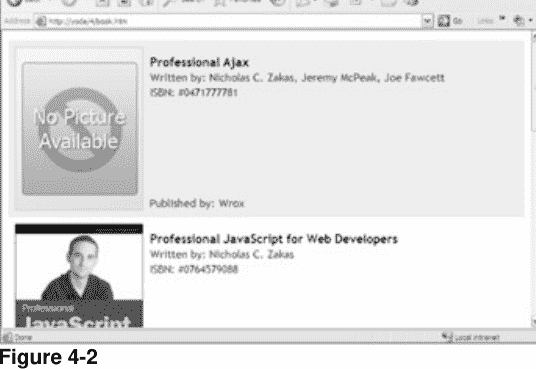 Address http://yoda/4/book.htm Go Links
Professional Ajax
Written by: Nicholas C. Zakas, Jeremy McPeak, Joe Fawcett
ISBN: #0471777781
No Picture
Available
Published by: Wrox
Professional JavaScript for Web Developers
Written by: Nicholas C. Zakas
ISBN: #0764579088
Professional
JavaScript
Done Local intranet
Figure 4-2